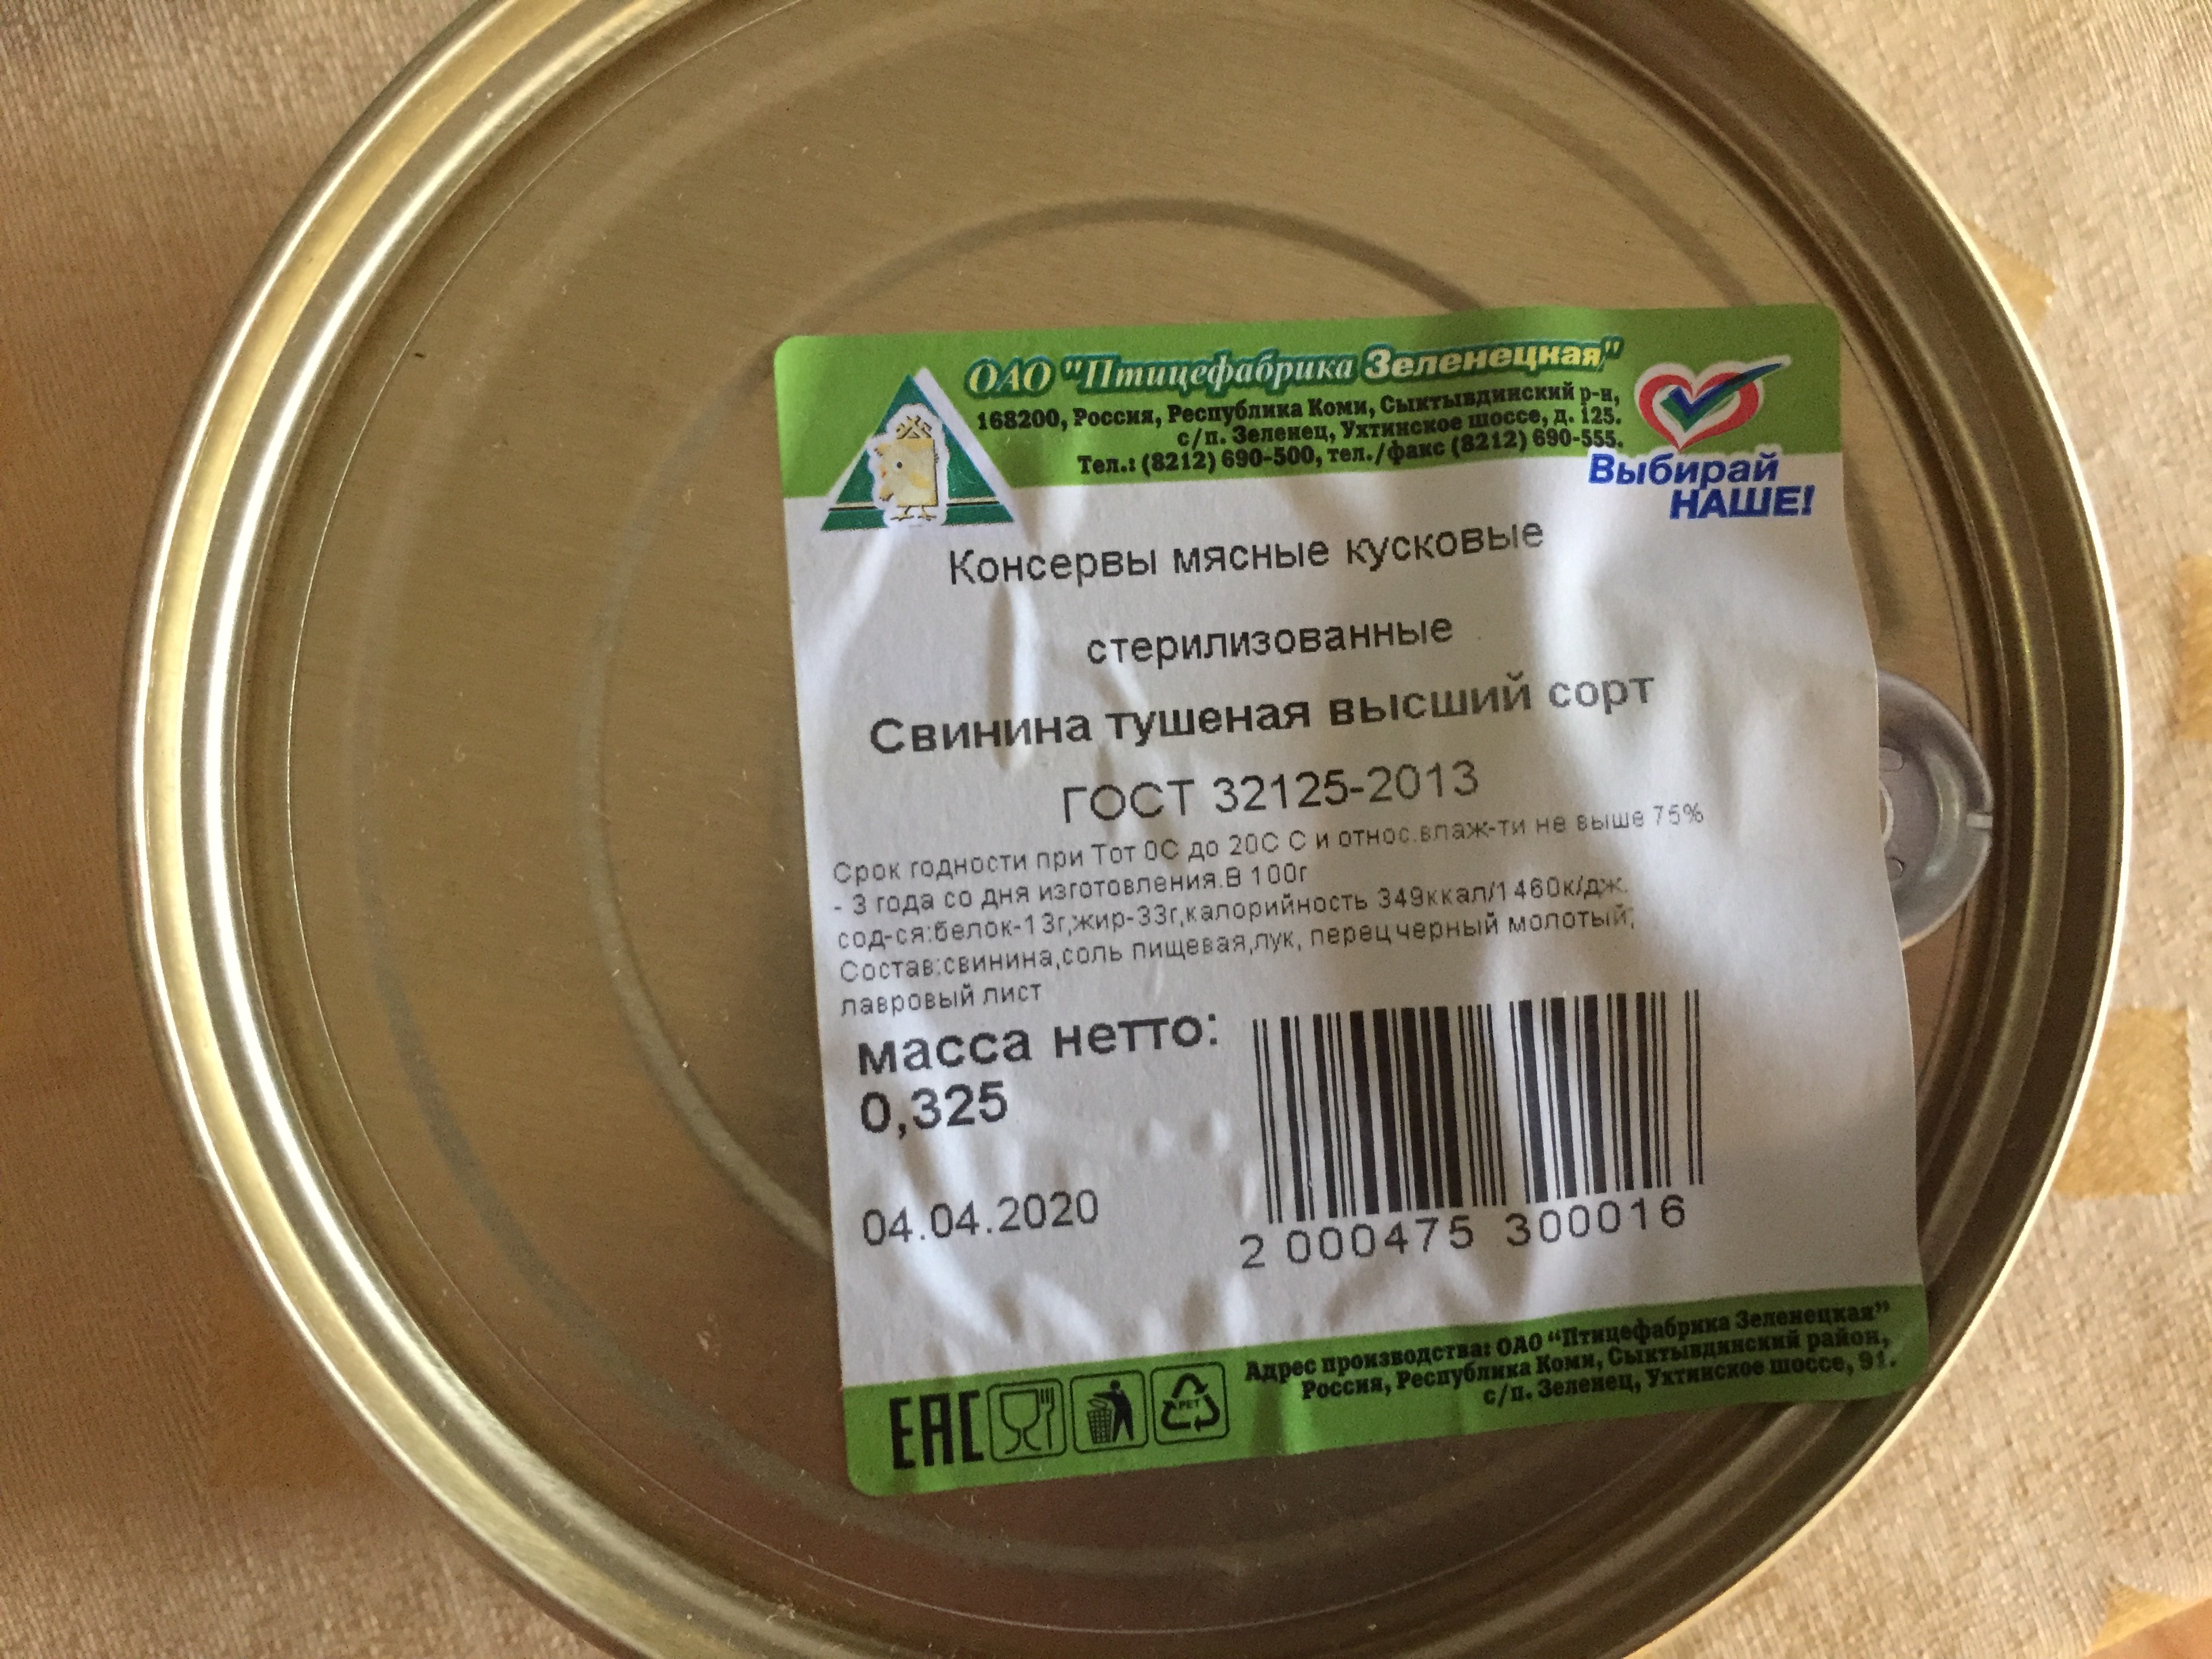 ОАО "Птицефабрика Зеленецкая"
168200, Россия, Республика Коми, Сыктывдинский р-н,
с/п. Зеленец, Ухтинское шоссе, д. 125.
Тел.: (8212) 690-500, тел./факс (8212) 690-555.
Выбирай
НАШЕ!
Консервы мясные кусковые
стерилизованные
Свинина тушеная высший сорт
ГОСТ 32125-2013
Срок годности при Тот 0С до 20С С и относ.влаж-ти не выше 75%
- 3 года со дня изготовления.В 100г
сод-ся:белок-13г,жир-33г,калорийность 349ккал/1460к/дж.
Состав:свинина,соль пищевая,лук, перец черный молотый,
лавровый лист
масса нетто:
0,325
04.04.2020
2 000475 300016
Адрес производства: ОАО “Птицефабрика Зеленецкая”
Россия, Республика Коми, Сыктывдинский район,
с/п. Зеленец, Ухтинское шоссе, 91.
EAC
PET